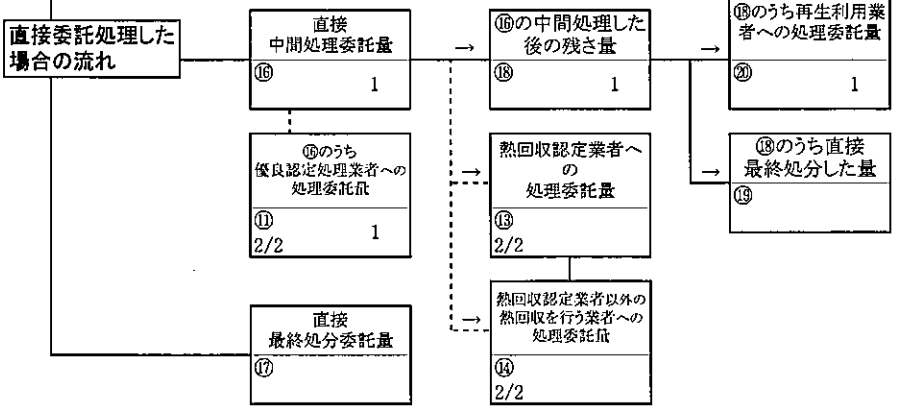 直接委託処理した
場合の流れ
直接
中間処理委託量
⑯
1
→
⑯の中間処理した
後の残さ量
⑱
1
→
⑱のうち再生利用業
者への処理委託量
⑳
1
⑯のうち
優良認定処理業者への
処理委託量
⑪
2/2
1
→
熱回収認定業者へ
の
処理委託量
⑬
2/2
→
⑱のうち直接
最終処分した量
⑲
直接
最終処分委託量
⑰
→
熱回収認定業者以外の
熱回収を行う業者への
処理委託量
⑭
2/2